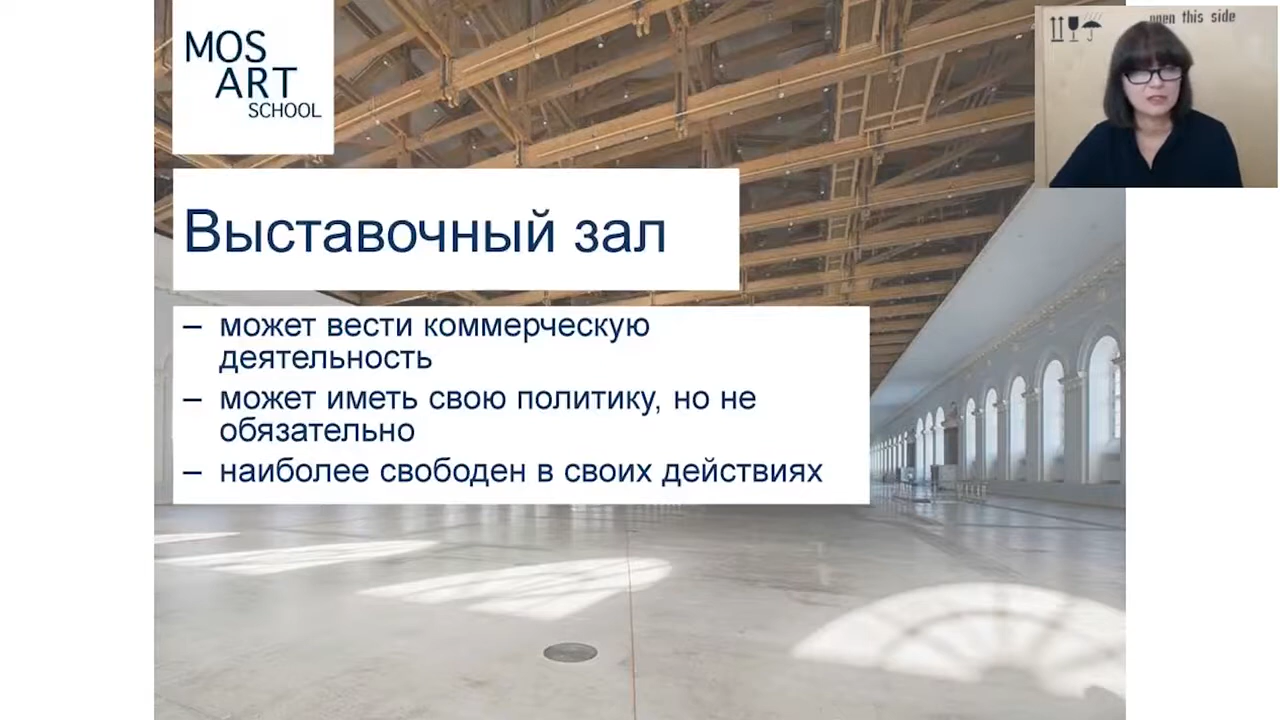 MOS
ART
SCHOOL
open this side
Выставочный зал
– может вести коммерческую
деятельность
– может иметь свою политику, но не
обязательно
– наиболее свободен в своих действиях